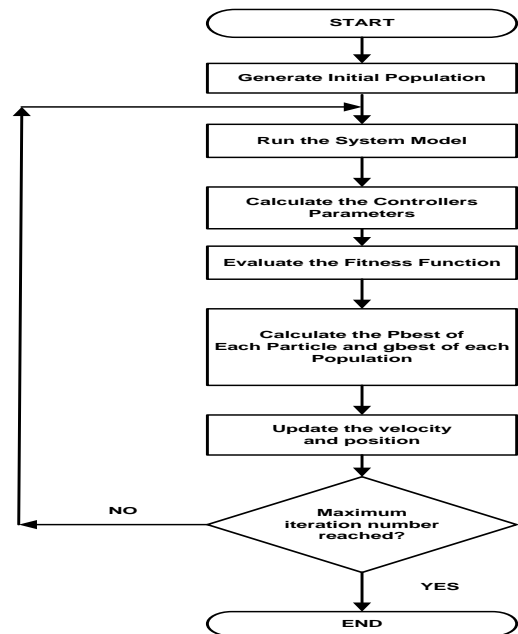 START
Generate Initial Population
Run the System Model
Calculate the Controllers
Parameters
Evaluate the Fitness Function
Calculate the Pbest of
Each Particle and gbest of each
Population
Update the velocity
and position
Maximum
iteration number
reached?
NO
YES
END